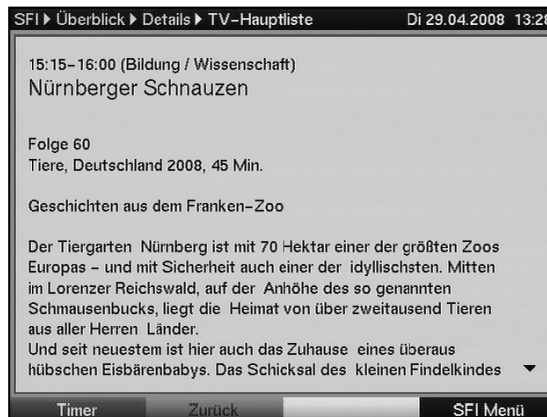 SFI ▸ Überblick ▸ Details ▸ TV-Hauptliste Di 29.04.2008 13:28
15:15-16:00 (Bildung / Wissenschaft)
Nürnberger Schnauzen
Folge 60
Tiere, Deutschland 2008, 45 Min.
Geschichten aus dem Franken-Zoo
Der Tiergarten Nürnberg ist mit 70 Hektar einer der größten Zoos
Europas – und mit Sicherheit auch einer der idyllischsten. Mitten
im Lorenzer Reichswald, auf der Anhöhe des so genannten
Schmausenbucks, liegt die Heimat von über zweitausend Tieren
aus aller Herren Länder.
Und seit neuestem ist hier auch das Zuhause eines überaus
hübschen Eisbärenbabys. Das Schicksal des kleinen Findelkindes
Timer Zurück SFI Menü